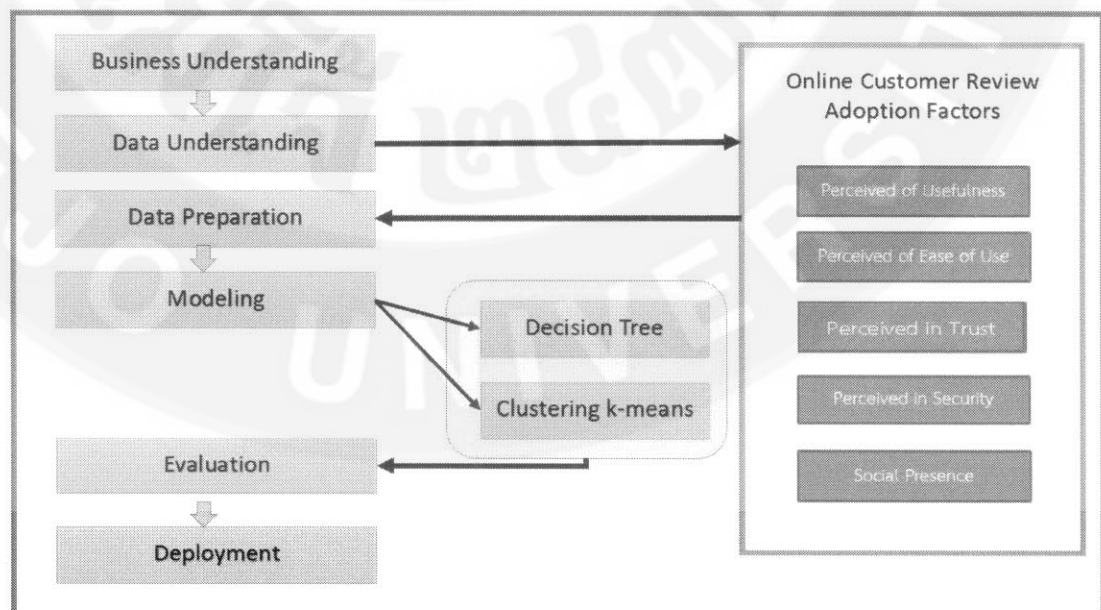 Business Understanding
Data Understanding
Data Preparation
Modeling
Decision Tree
Clustering k-means
Evaluation
Deployment
Online Customer Review
Adoption Factors
Perceived of Usefulness
Perceived of Ease of Use
Perceived in Trust
Perceived in Security
Social Presence